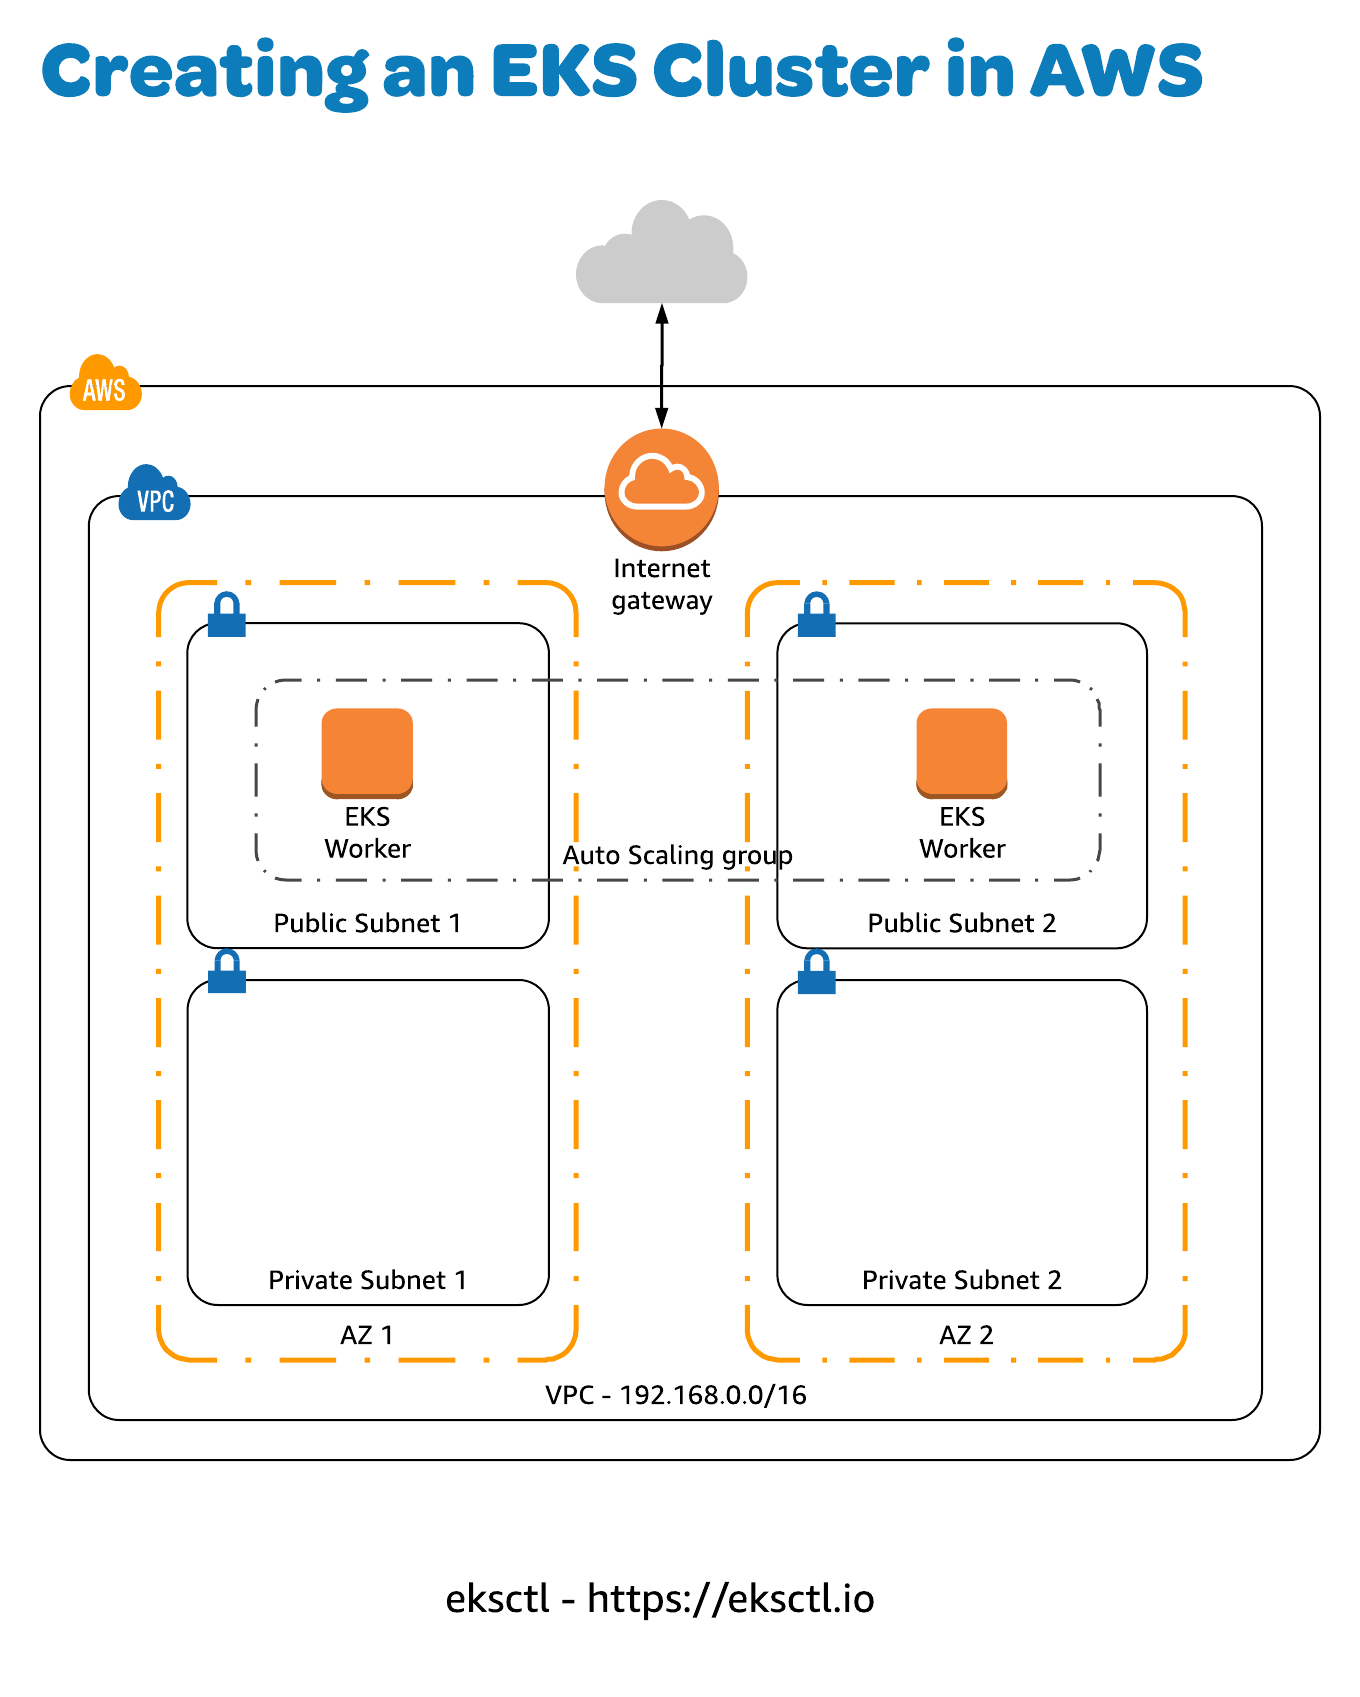 Creating an EKS Cluster in AWS
AWS
VPC
Internet
gateway
EKS
Worker
EKS
Worker
Auto Scaling group
Public Subnet 1
Public Subnet 2
Private Subnet 1
Private Subnet 2
AZ 1
AZ 2
VPC - 192.168.0.0/16
eksctl - https://eksctl.io